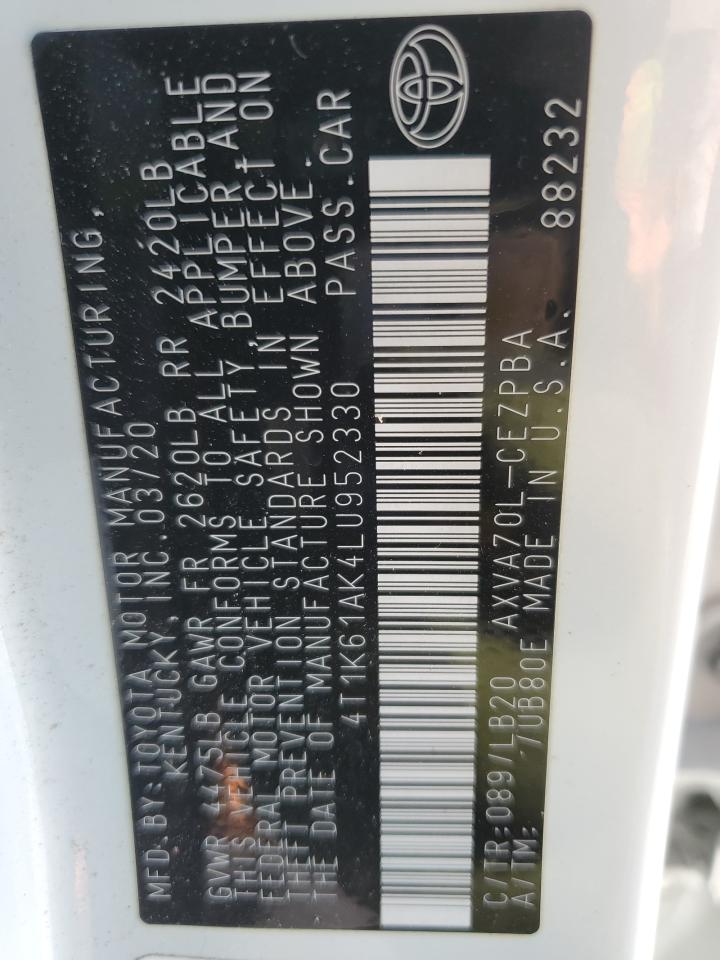 MFD.BY:TOYOTA MOTOR MANUFACTURING,
KENTUCKY, INC.03/20
GVWR 4475LB GAWR FR 2620LB RR 2420LB
THIS VEHICLE CONFORMS TO ALL APPLICABLE
FEDERAL MOTOR VEHICLE SAFETY,BUMPER AND
THEFT PREVENTION STANDARDS IN EFFECT ON
THE DATE OF MANUFACTURE SHOWN ABOVE.
4T1K61AK4LU952330 PASS.CAR
C/TR:089/LB20 AXVA70L-CEZPBA
A/TM: -/UB80E MADE IN U.S.A. 88232